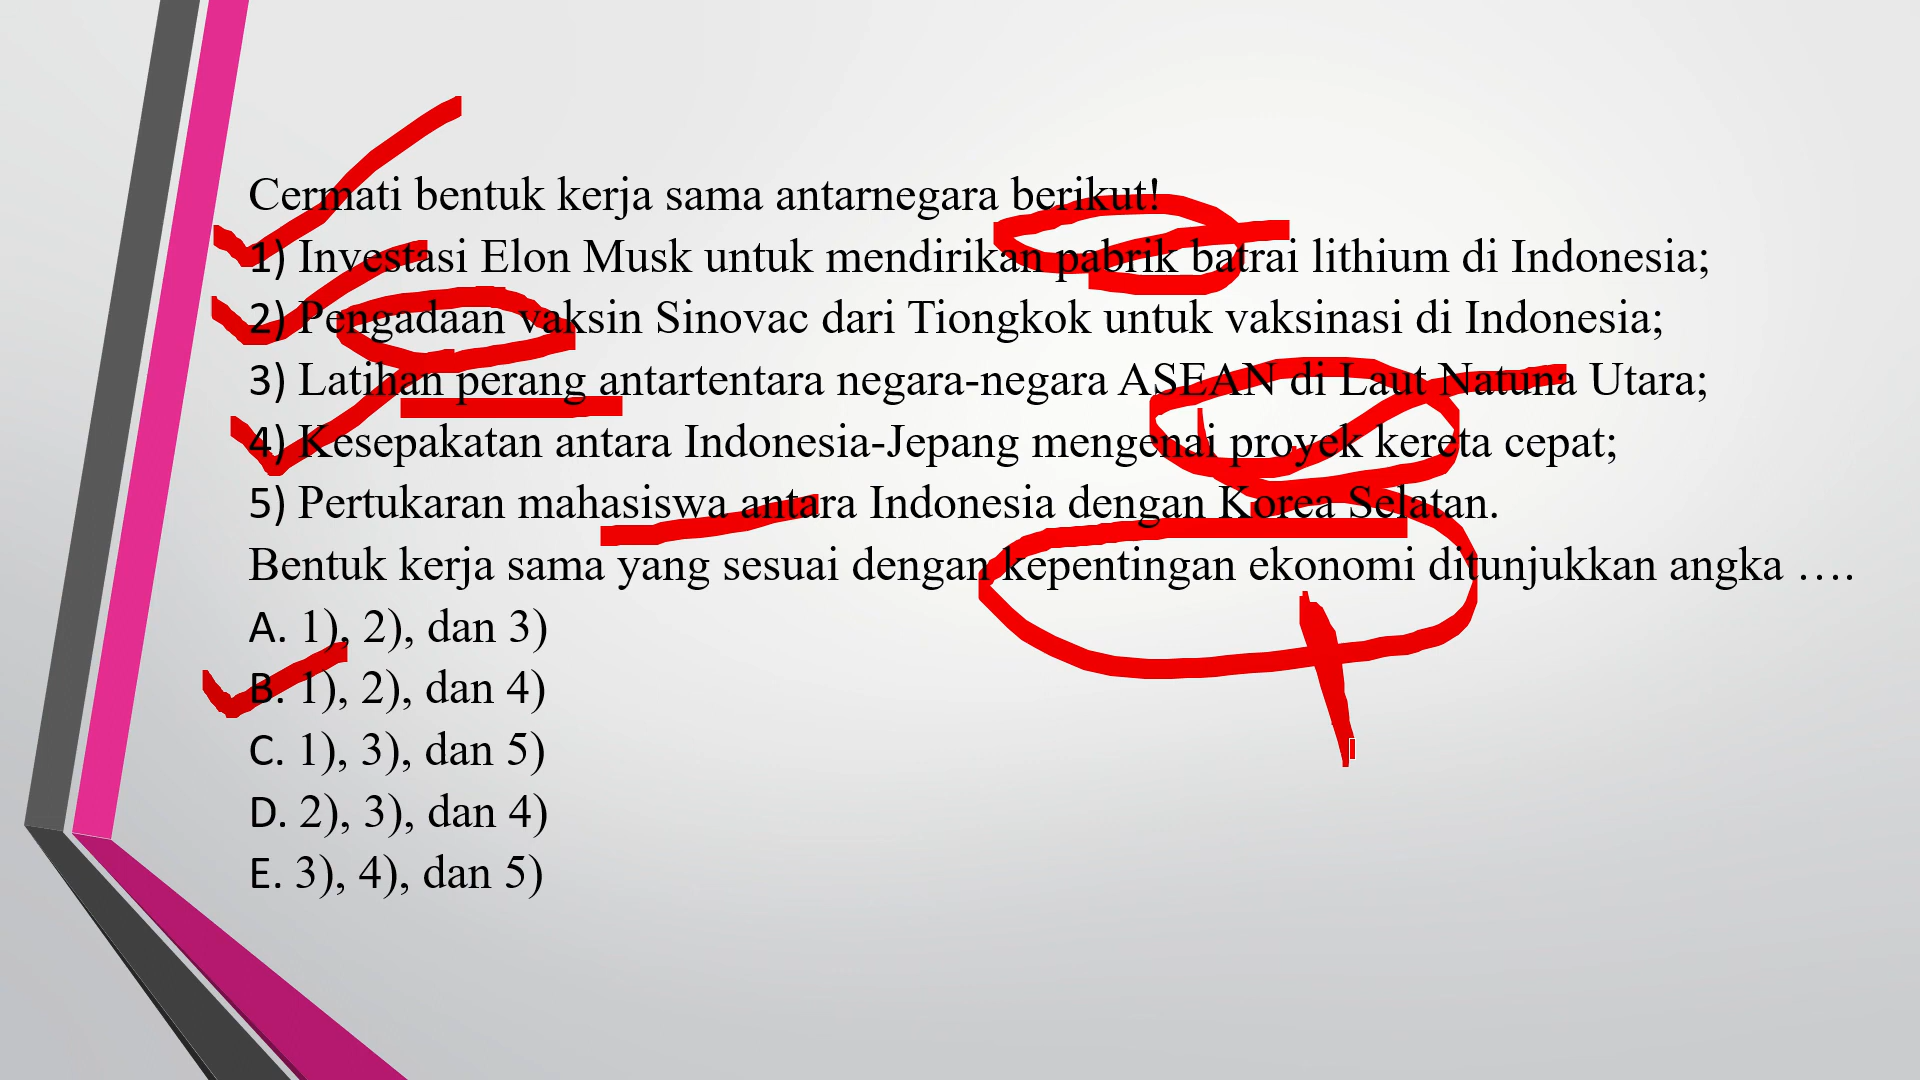 Cermati bentuk kerja sama antarnegara berikut!
1) Investasi Elon Musk untuk mendirikan pabrik batrai lithium di Indonesia;
2) Pengadaan vaksin Sinovac dari Tiongkok untuk vaksinasi di Indonesia;
3) Latihan perang antartentara negara-negara ASEAN di Laut Natuna Utara;
4) Kesepakatan antara Indonesia-Jepang mengenai proyek kereta cepat;
5) Pertukaran mahasiswa antara Indonesia dengan Korea Selatan.
Bentuk kerja sama yang sesuai dengan kepentingan ekonomi ditunjukkan angka ….
A. 1), 2), dan 3)
B. 1), 2), dan 4)
C. 1), 3), dan 5)
D. 2), 3), dan 4)
E. 3), 4), dan 5)